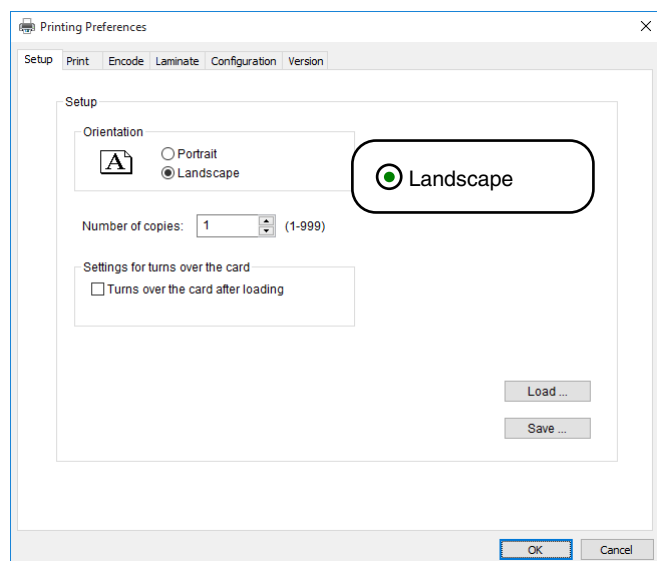 Printing Preferences
Setup Print Encode Laminate Configuration Version
Setup
Orientation
A
Portrait
Landscape
Landscape
Number of copies: 1 (1-999)
Settings for turns over the card
Turns over the card after loading
Load ...
Save ...
OK Cancel